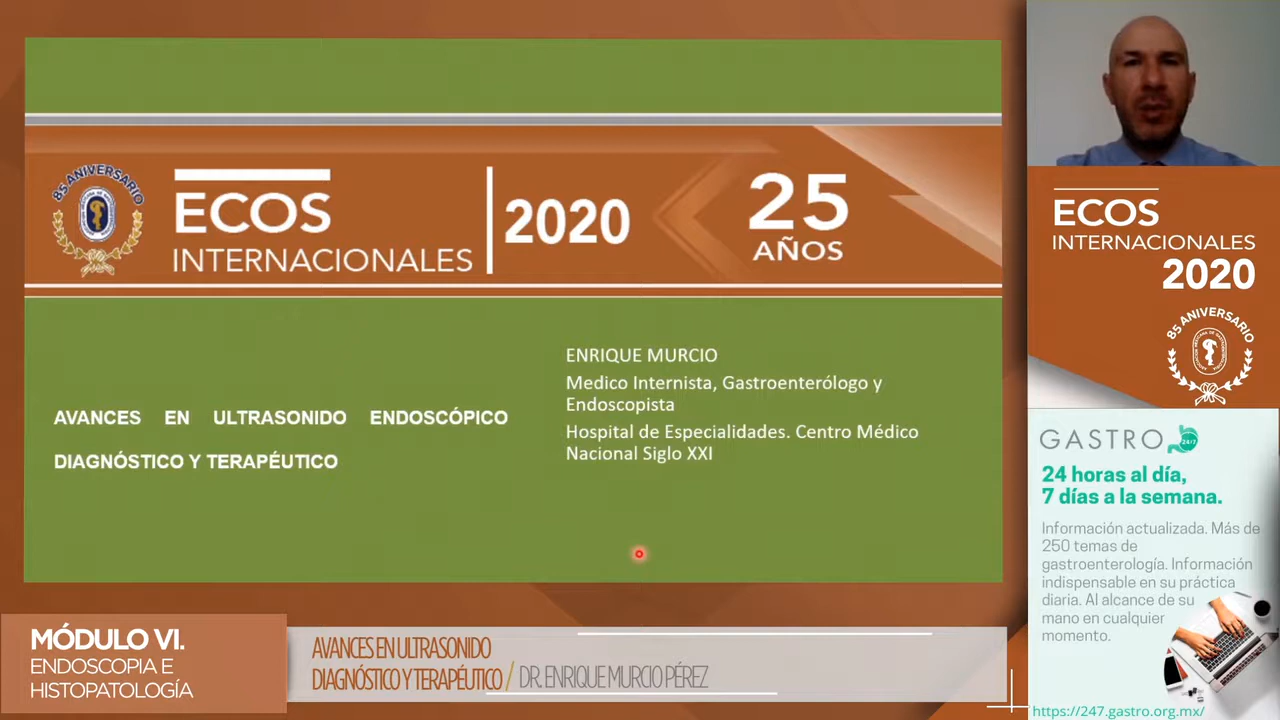 85 ANIVERSARIO
ECOS
INTERNACIONALES
2020
25
AÑOS
AVANCES EN ULTRASONIDO ENDOSCÓPICO
DIAGNÓSTICO Y TERAPÉUTICO
ENRIQUE MURCIO
Medico Internista, Gastroenterólogo y
Endoscopista
Hospital de Especialidades. Centro Médico
Nacional Siglo XXI
MÓDULO VI.
ENDOSCOPIA E
HISTOPATOLOGÍA
AVANCES EN ULTRASONIDO
DIAGNÓSTICO Y TERAPÉUTICO / DR. ENRIQUE MURCIO PÉREZ
ECOS
INTERNACIONALES
2020
85 ANIVERSARIO
GASTRO 24/7
24 horas al día,
7 días a la semana.
Información actualizada. Más de
250 temas de
gastroenterología. Información
indispensable en su práctica
diaria. Al alcance de su
mano en cualquier
momento.
https://247.gastro.org.mx/